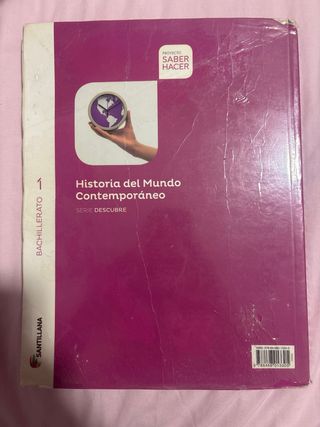 PROYECTO
SABER
HACER
Historia del Mundo
Contemporáneo
SERIE DESCUBRE
BACHILLERATO 1
SANTILLANA